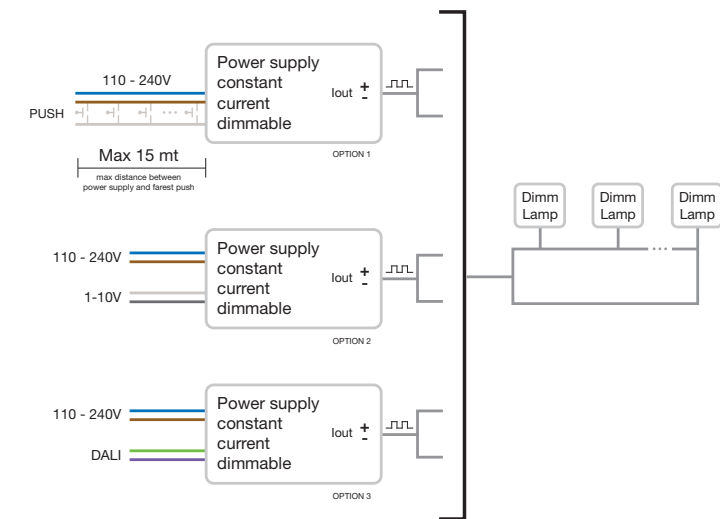 110 - 240V
PUSH
Max 15 mt
max distance between
power supply and farest push
Power supply
constant
current
dimmable
Iout + -
OPTION 1
110 - 240V
1-10V
Power supply
constant
current
dimmable
Iout + -
OPTION 2
110 - 240V
DALI
Power supply
constant
current
dimmable
Iout + -
OPTION 3
Dimm
Lamp
Dimm
Lamp
Dimm
Lamp